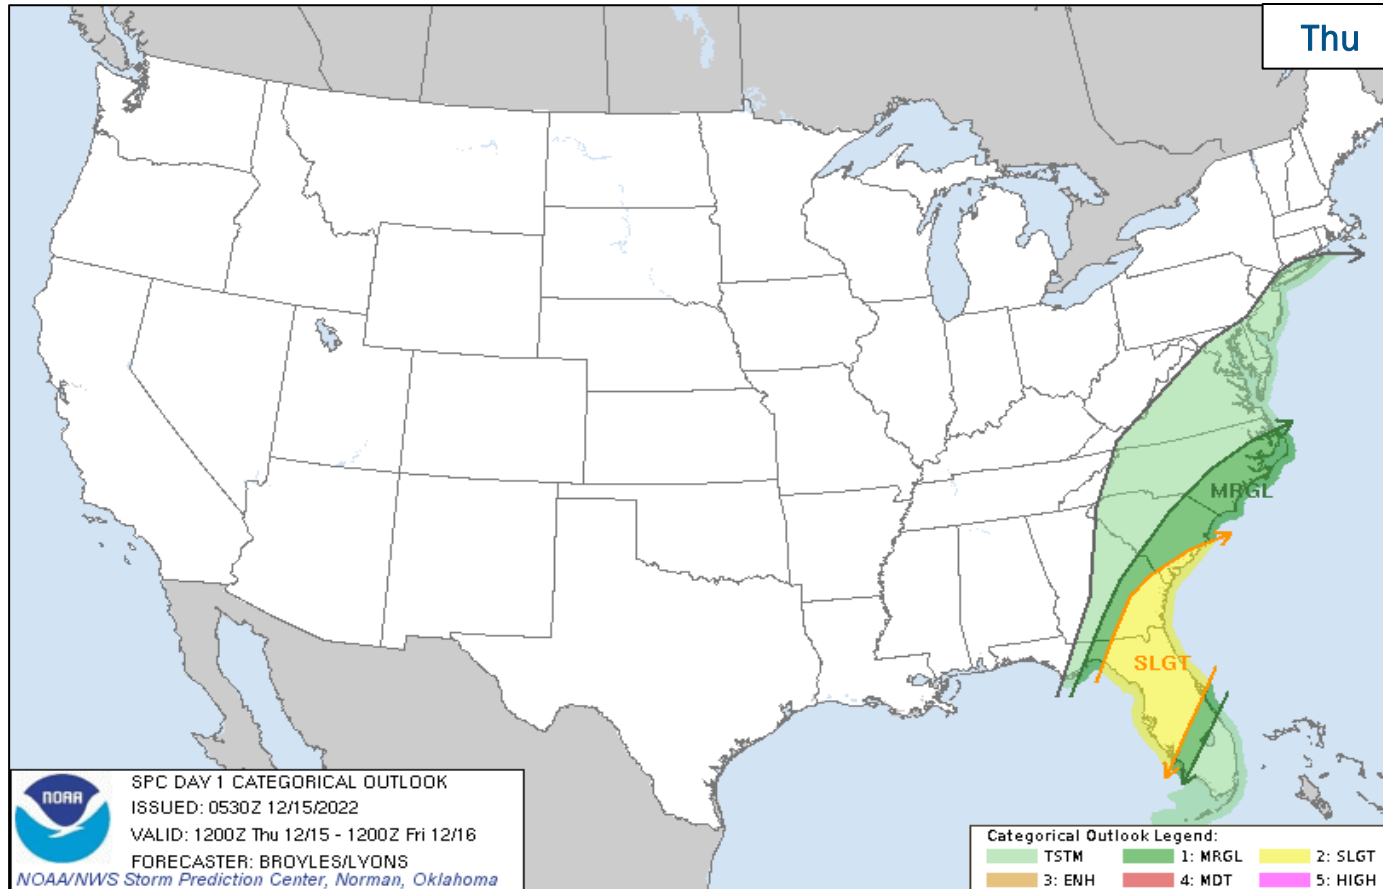 Thu
MRGL
SLGT
NOAA
SPC DAY 1 CATEGORICAL OUTLOOK
ISSUED: 0530Z 12/15/2022
VALID: 1200Z Thu 12/15 - 1200Z Fri 12/16
FORECASTER: BROYLES/LYONS
NOAA/NWS Storm Prediction Center, Norman, Oklahoma
Categorical Outlook Legend:
TSTM 1: MRGL 2: SLGT
3: ENH 4: MDT 5: HIGH